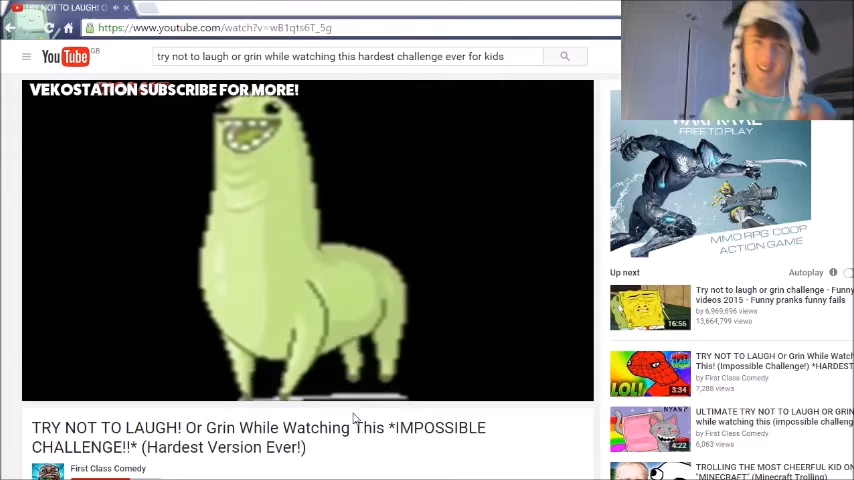 TRY NOT TO LAUGH! O
https://www.youtube.com/watch?v=wB1qts6T_5g
YouTube GB
try not to laugh or grin while watching this hardest challenge ever for kids
VEKOSTATION SUBSCRIBE FOR MORE!
WARFRAME
FREE TO PLAY
MMO RPG COOP
ACTION GAME
Up next
Autoplay
Try not to laugh or grin challenge - Funny
videos 2015 - Funny pranks funny fails
by 6,969,696 views
13,664,799 views
16:56
TRY NOT TO LAUGH Or Grin While Watch
This! (Impossible Challenge!) *HARDEST
by First Class Comedy
7,288 views
LOL!
3:34
ULTIMATE TRY NOT TO LAUGH OR GRIN
while watching this (impossible challeng
by First Class Comedy
6,063 views
NYAN?
4:22
TROLLING THE MOST CHEERFUL KID ON
"MINECRAFT" (Minecraft Trolling)
TRY NOT TO LAUGH! Or Grin While Watching This *IMPOSSIBLE
CHALLENGE!!* (Hardest Version Ever!)
First Class Comedy